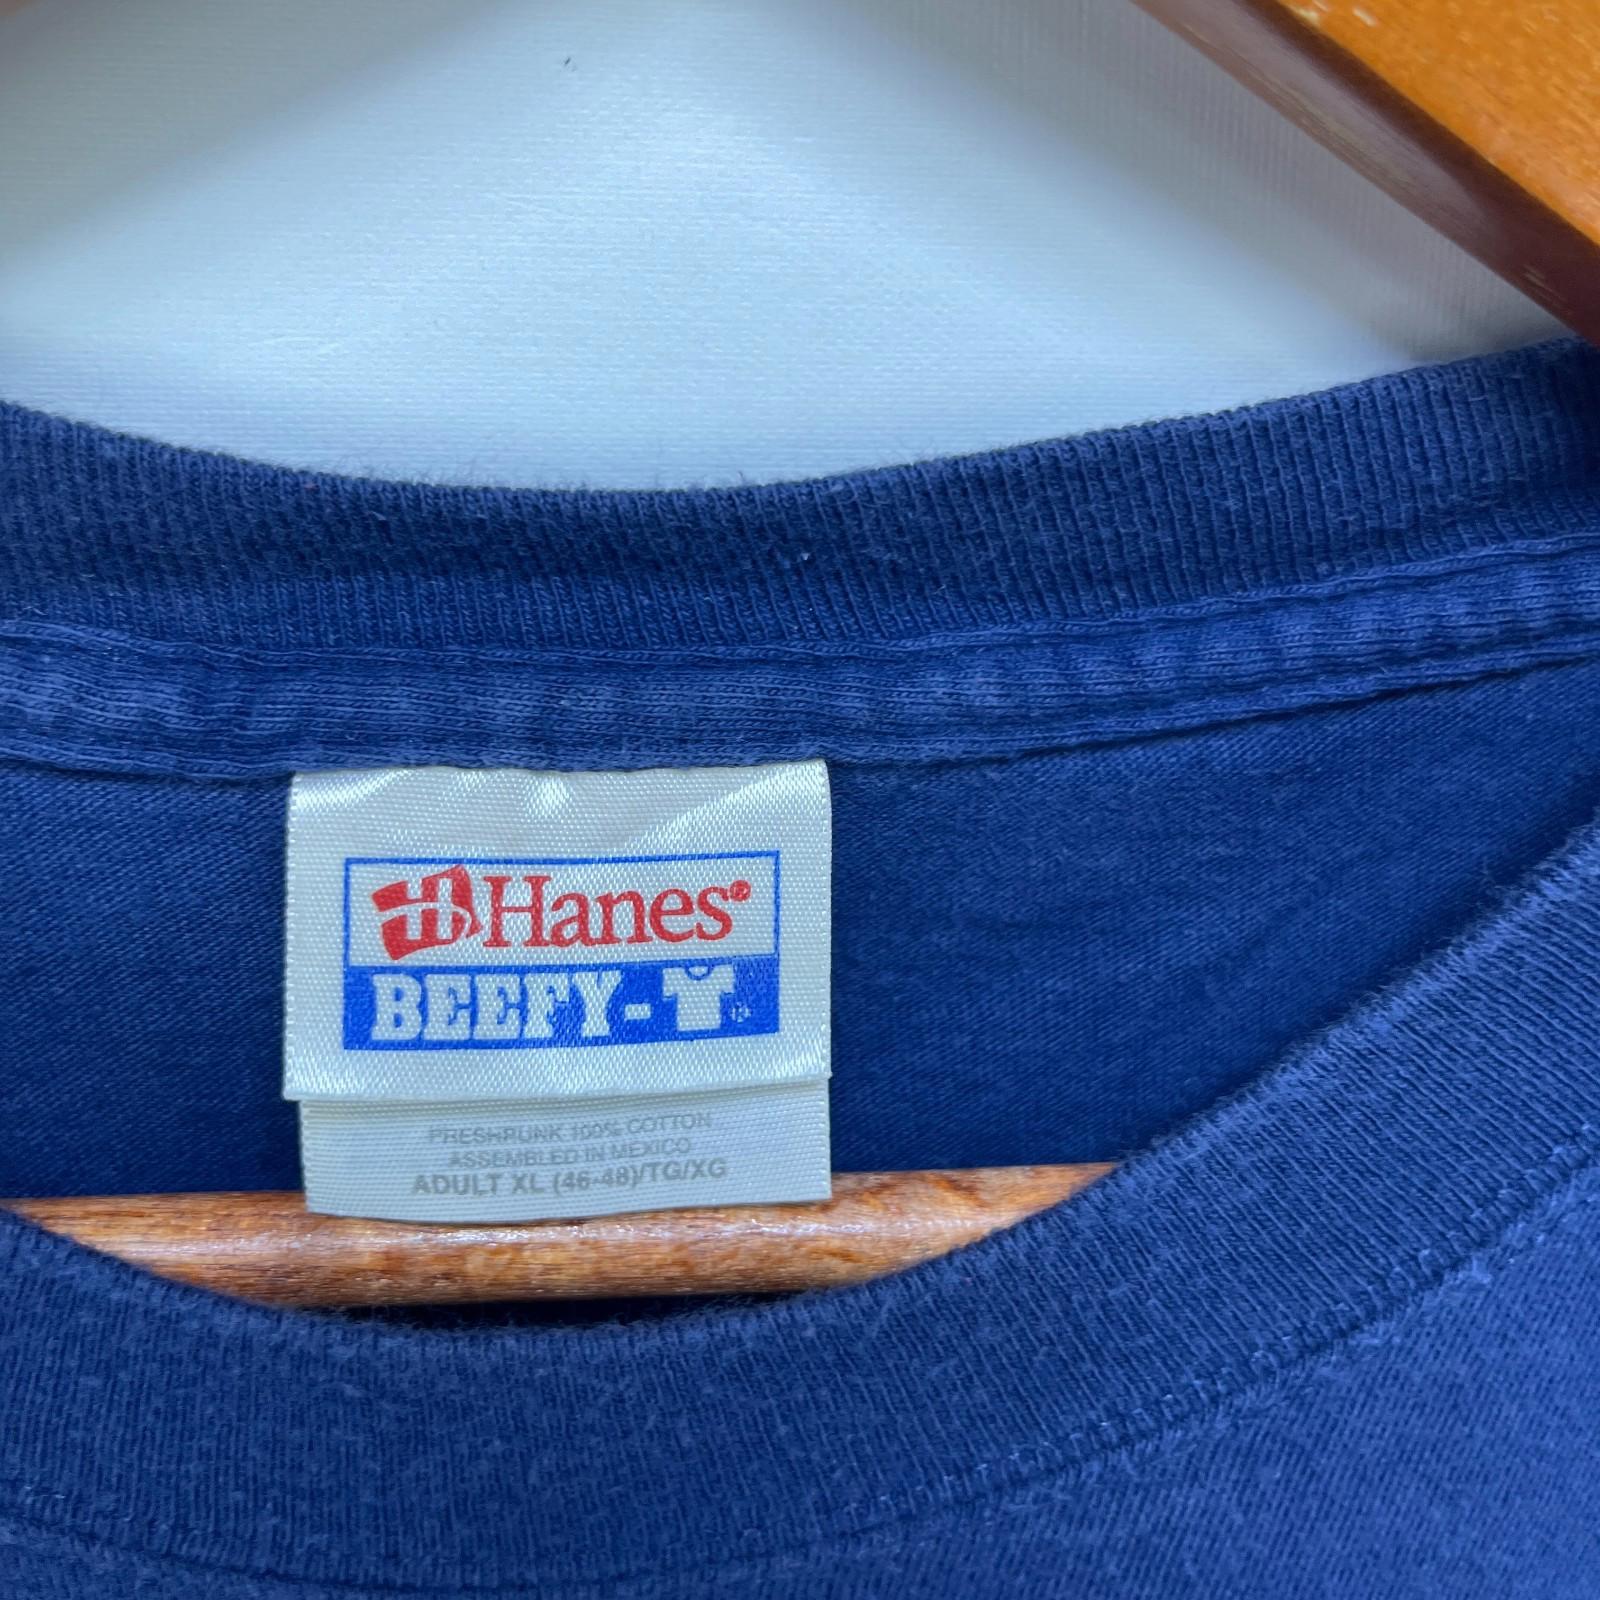 Hanes®
BEEFY-T®
PRESHRUNK 100% COTTON
ASSEMBLED IN MEXICO
ADULT XL (46-48)/TG/XG